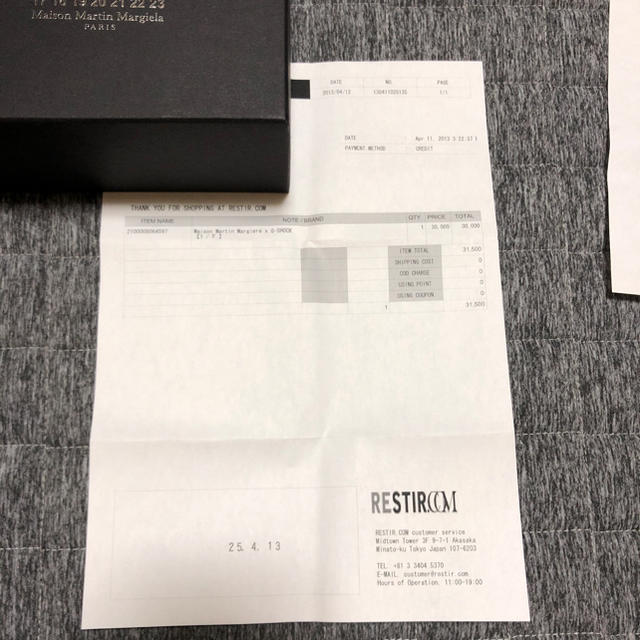 17 18 19 20 21 22 23
Maison Martin Margiela
PARIS
DATE NO. PAGE
2013/04/12 1/1
DATE : Apr 11, 2013 5:22:37
PAYMENT METHOD : CREDIT
THANK YOU FOR SHOPPING AT RESTIR.COM
ITEM NAME NOTE / BRAND QTY PRICE TOTAL
Maison Martin Margiera x G-SHOCK 1 30,000 30,000
ITEM TOTAL 31,500
SHIPPING COST 0
COD CHARGE 0
USING POINT 0
USING COUPON 0
1 31,500
25.4.13
RESTIR.COM
RESTIR.COM customer service
Midtown Tower 3F 9-7-1 Akasaka
Minato-ku Tokyo Japan 107-6203
TEL: +81 3 3404 5370
E-MAIL: customer@restir.com
Hours of Operation: 11:00-19:00